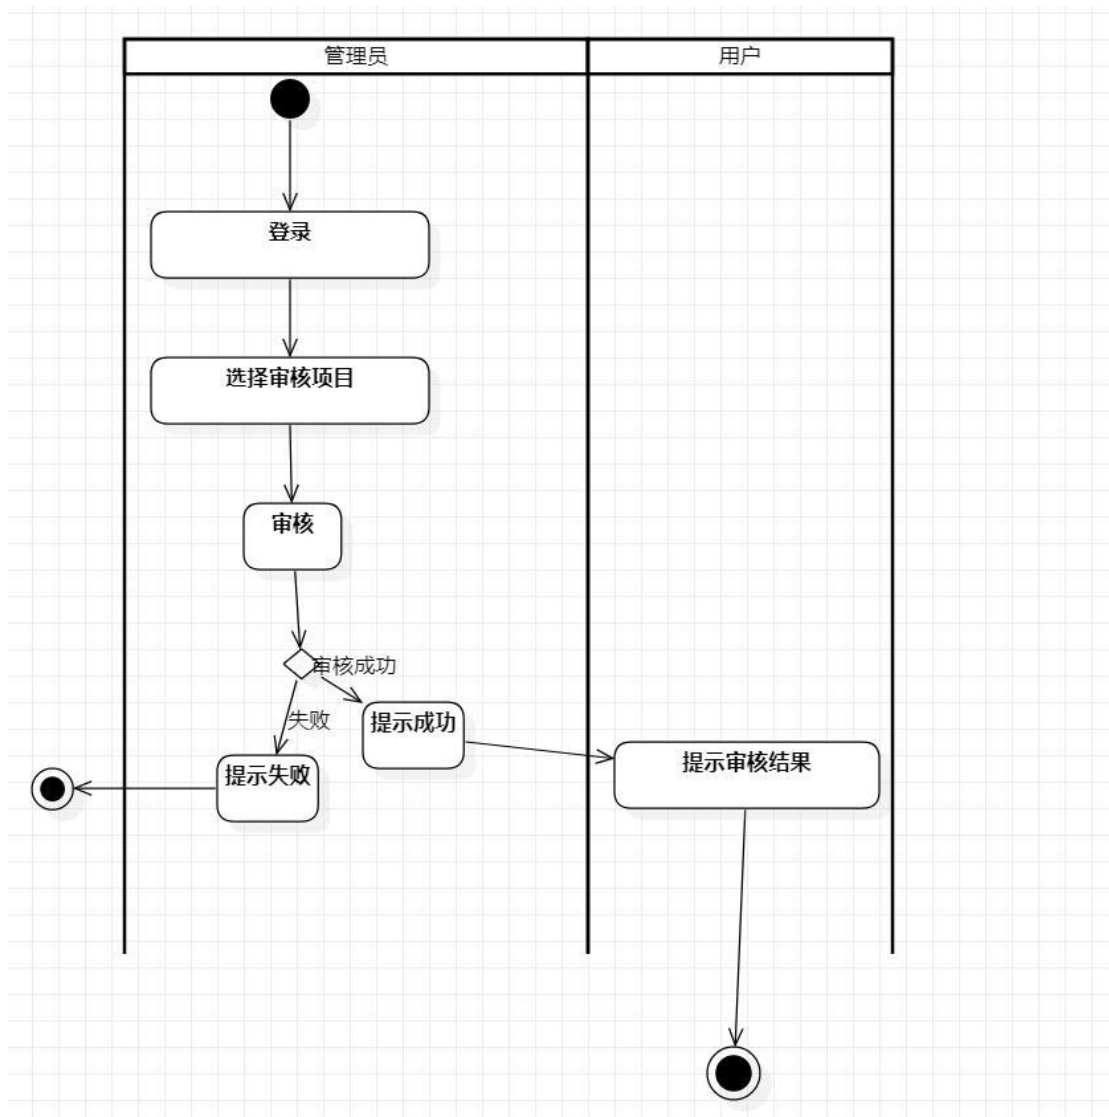 管理员
用户
登录
选择审核项目
审核
审核成功
失败
提示成功
提示失败
提示审核结果